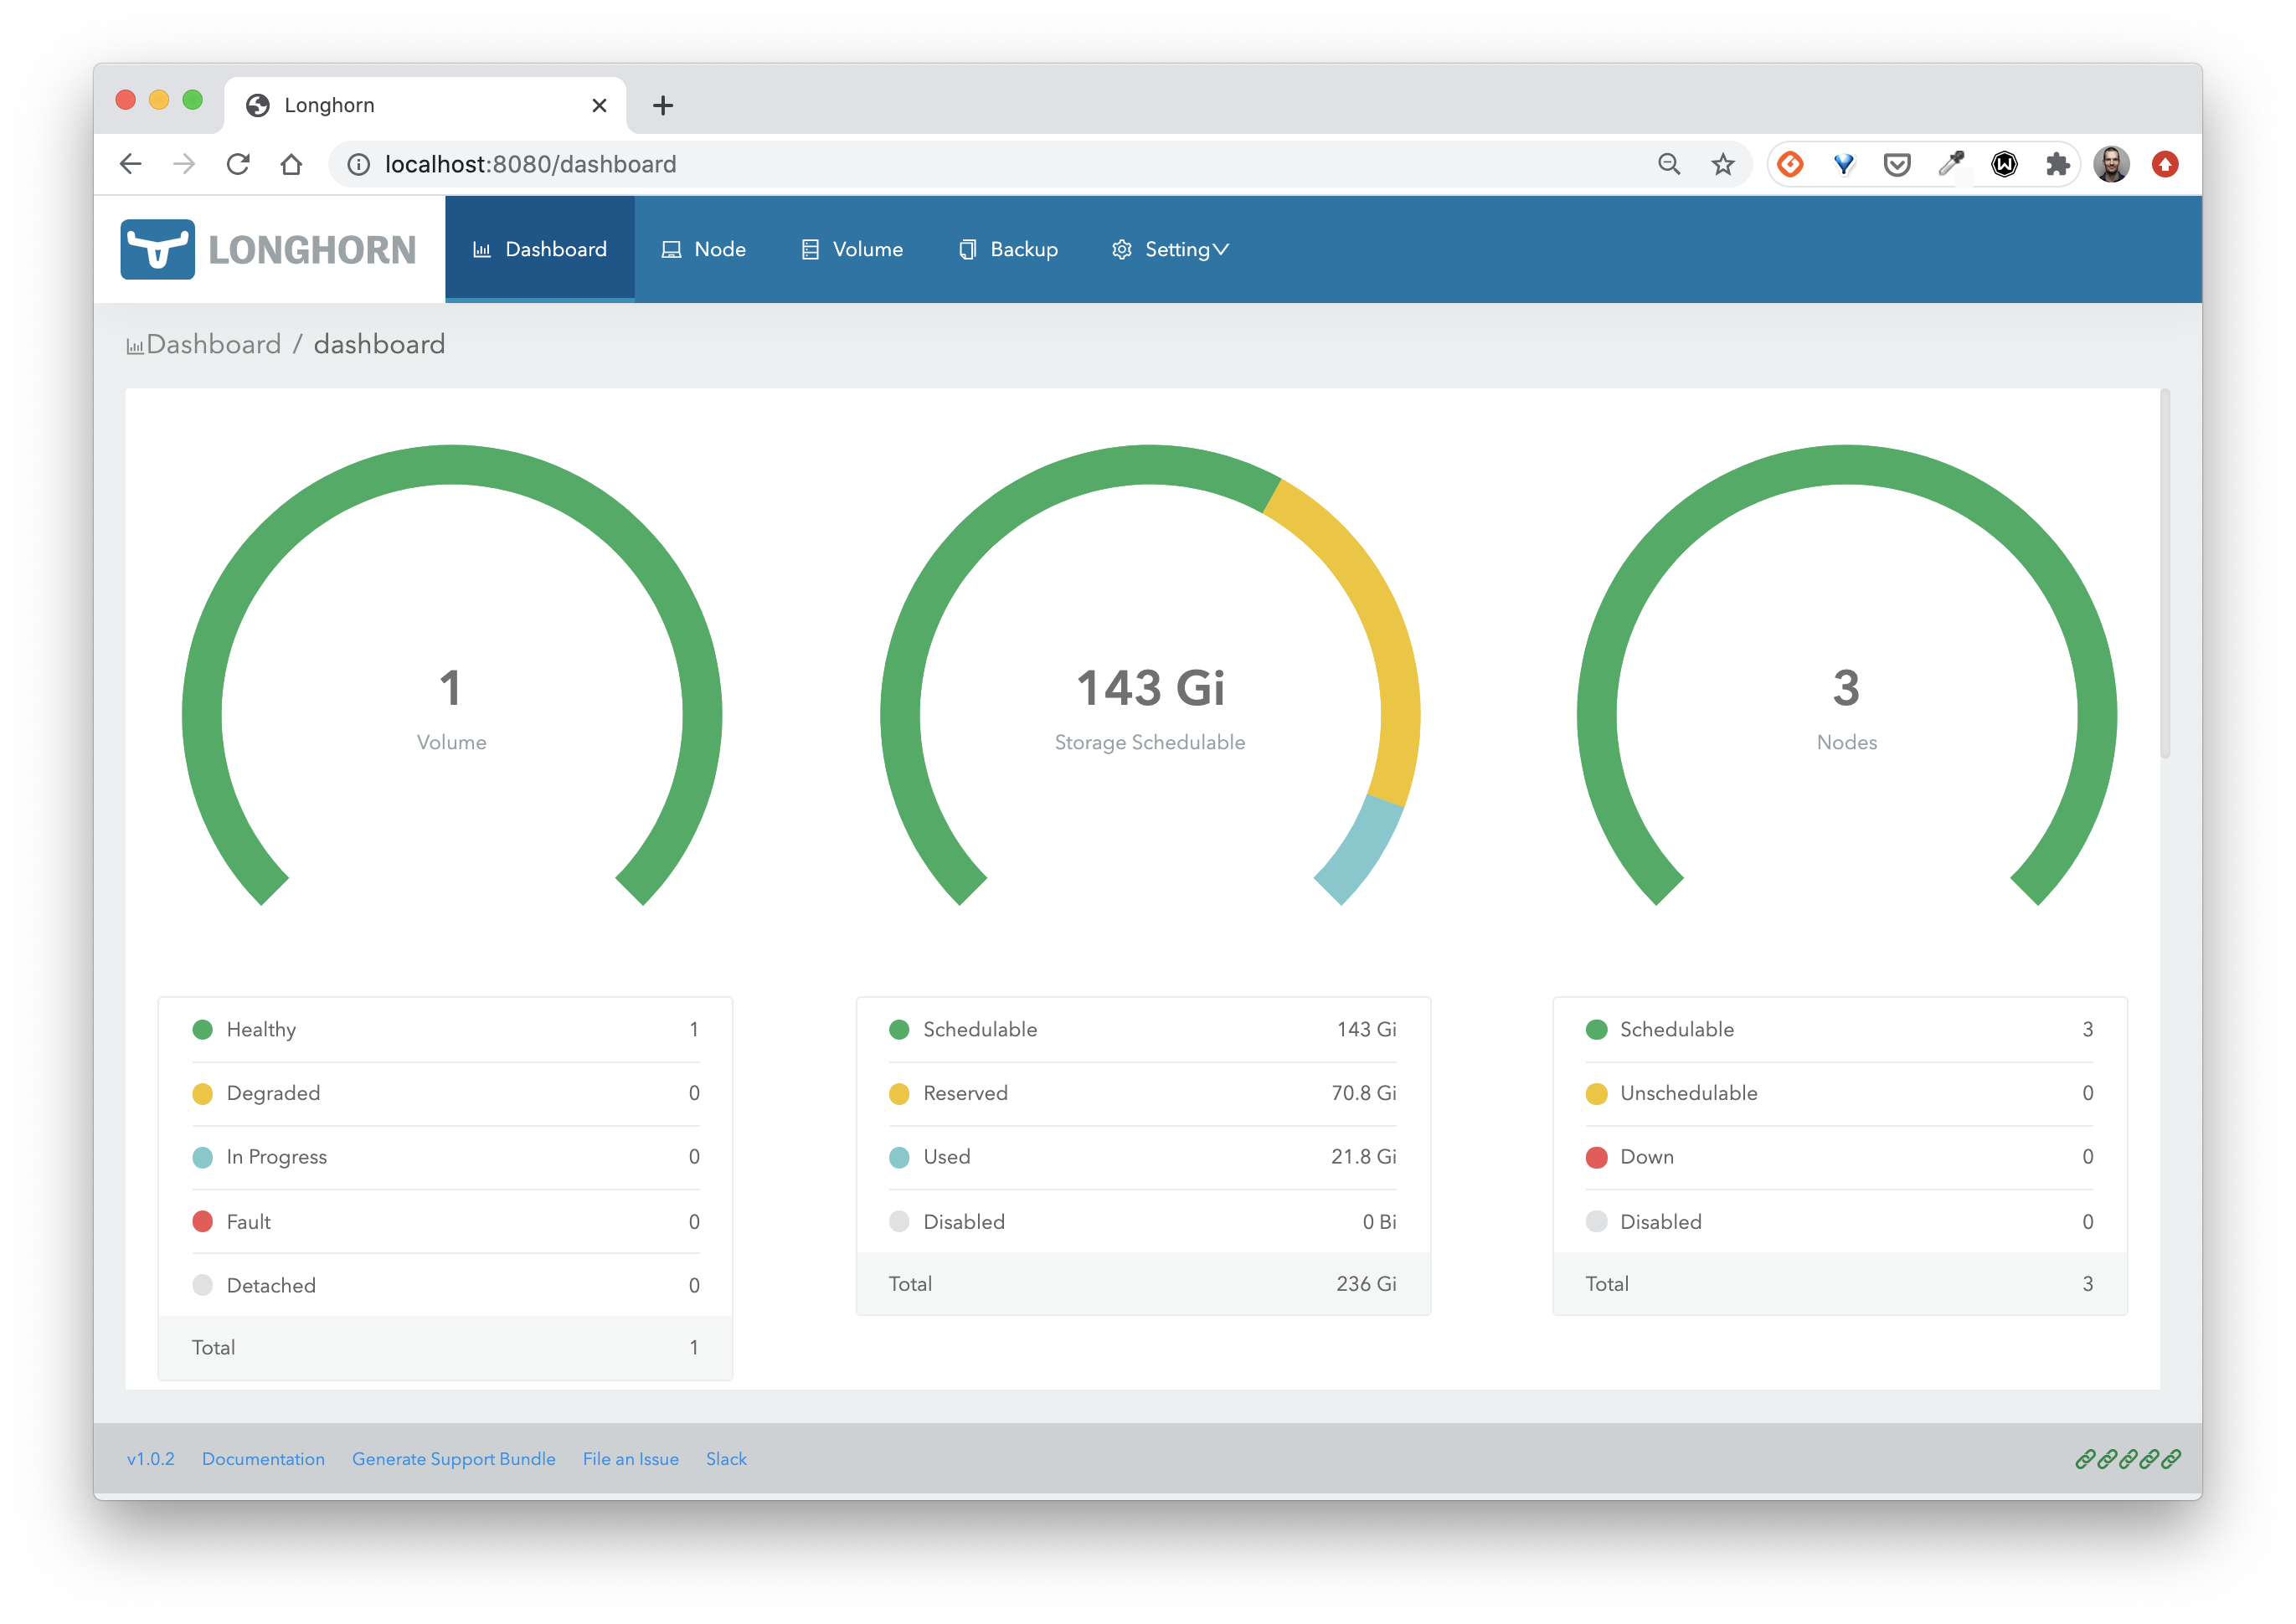 Longhorn
localhost:8080/dashboard
LONGHORN
Dashboard
Node
Volume
Backup
Setting
Dashboard / dashboard
1
Volume
143 Gi
Storage Schedulable
3
Nodes
Healthy 1
Degraded 0
In Progress 0
Fault 0
Detached 0
Total 1
Schedulable 143 Gi
Reserved 70.8 Gi
Used 21.8 Gi
Disabled 0 Bi
Total 236 Gi
Schedulable 3
Unschedulable 0
Down 0
Disabled 0
Total 3
v1.0.2 Documentation Generate Support Bundle File an Issue Slack